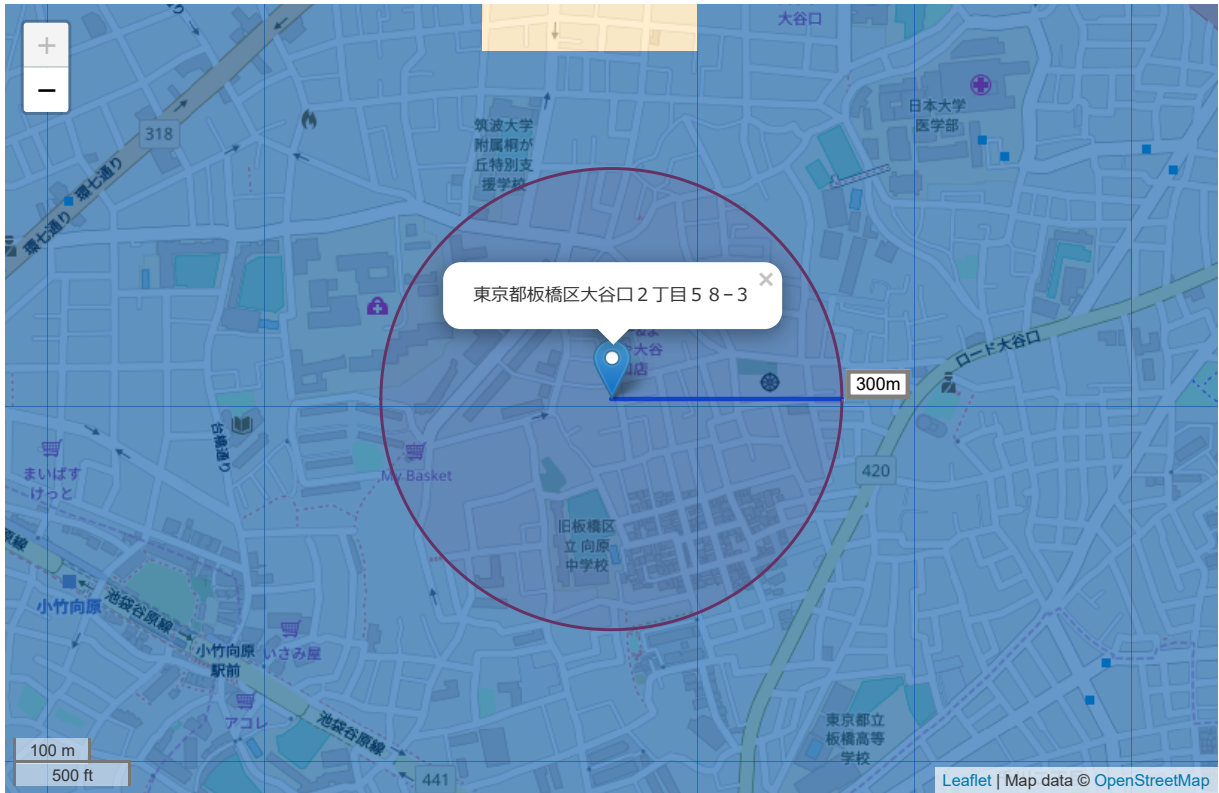 +
−
大谷口
日本大学
医学部
318
環七通り
環七通り
筑波大学
附属桐が
丘特別支
援学校
東京都板橋区大谷口２丁目５８−３
×
大谷
店
ロード大谷口
300m
420
台橋通り
まいばす
けっと
My Basket
旧板橋区
立 向原
中学校
原線
小竹向原
池袋谷原線
小竹向原
駅前
いさみ屋
アコレ
池袋谷原線
東京都立
板橋高等
学校
441
100 m
500 ft
Leaflet | Map data © OpenStreetMap